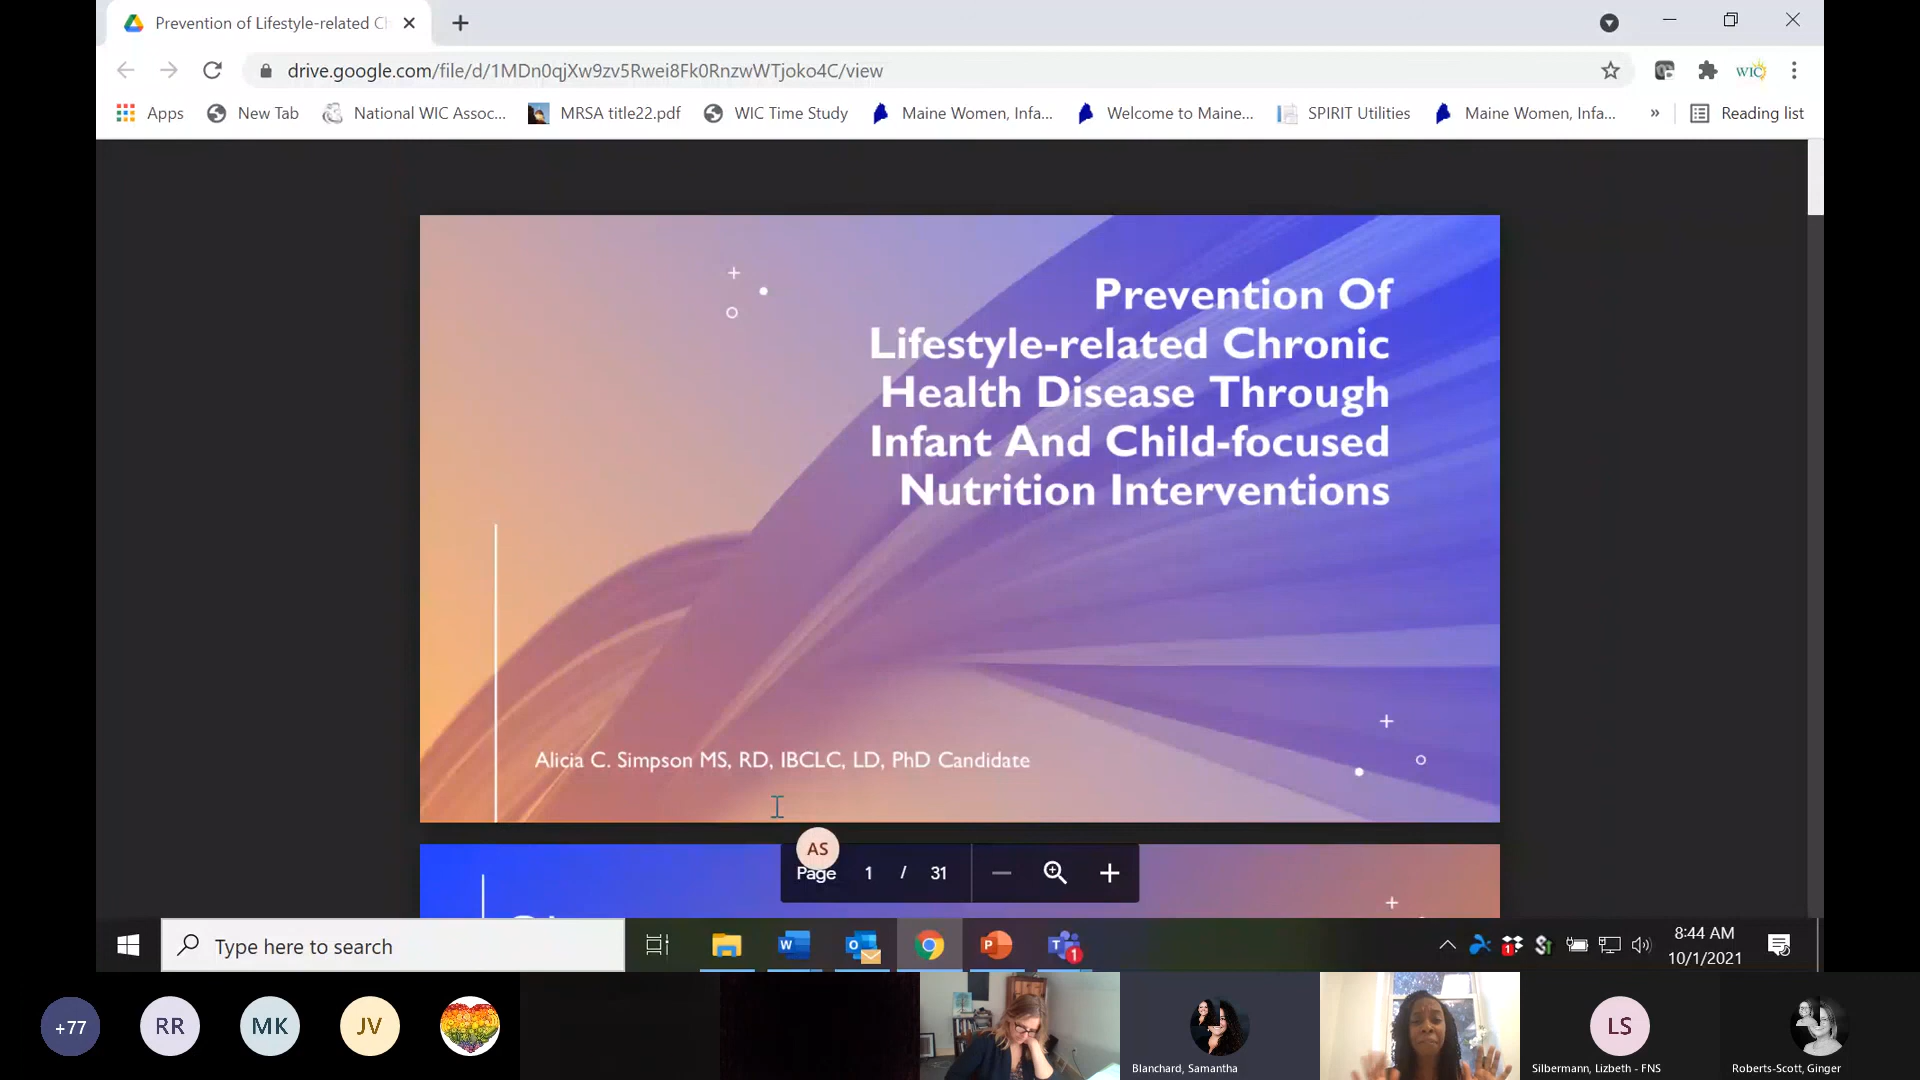 Prevention of Lifestyle-related Ch
drive.google.com/file/d/1MDn0qjXw9zv5Rwei8Fk0RnzwWTjoko4C/view
WIC
Apps
New Tab
National WIC Assoc...
MRSA title22.pdf
WIC Time Study
Maine Women, Infa...
Welcome to Maine...
SPIRIT Utilities
Maine Women, Infa...
»
Reading list
Prevention Of
Lifestyle-related Chronic
Health Disease Through
Infant And Child-focused
Nutrition Interventions
Alicia C. Simpson MS, RD, IBCLC, LD, PhD Candidate
AS
Page 1 / 31
Type here to search
8:44 AM
10/1/2021
+77
RR
MK
JV
Blanchard, Samantha
LS
Silbermann, Lizbeth - FNS
Roberts-Scott, Ginger